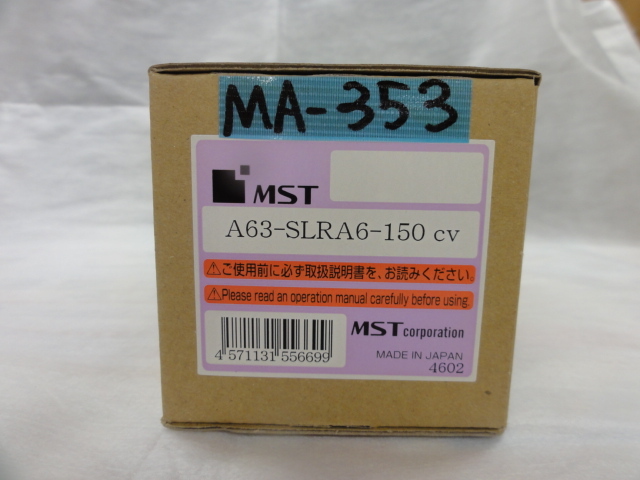 MA-353
MST
A63-SLRA6-150 cv
⚠ご使用前に必ず取扱説明書を、お読みください。
⚠Please read an operation manual carefully before using.
4 571131 556699
MST corporation
MADE IN JAPAN
4602